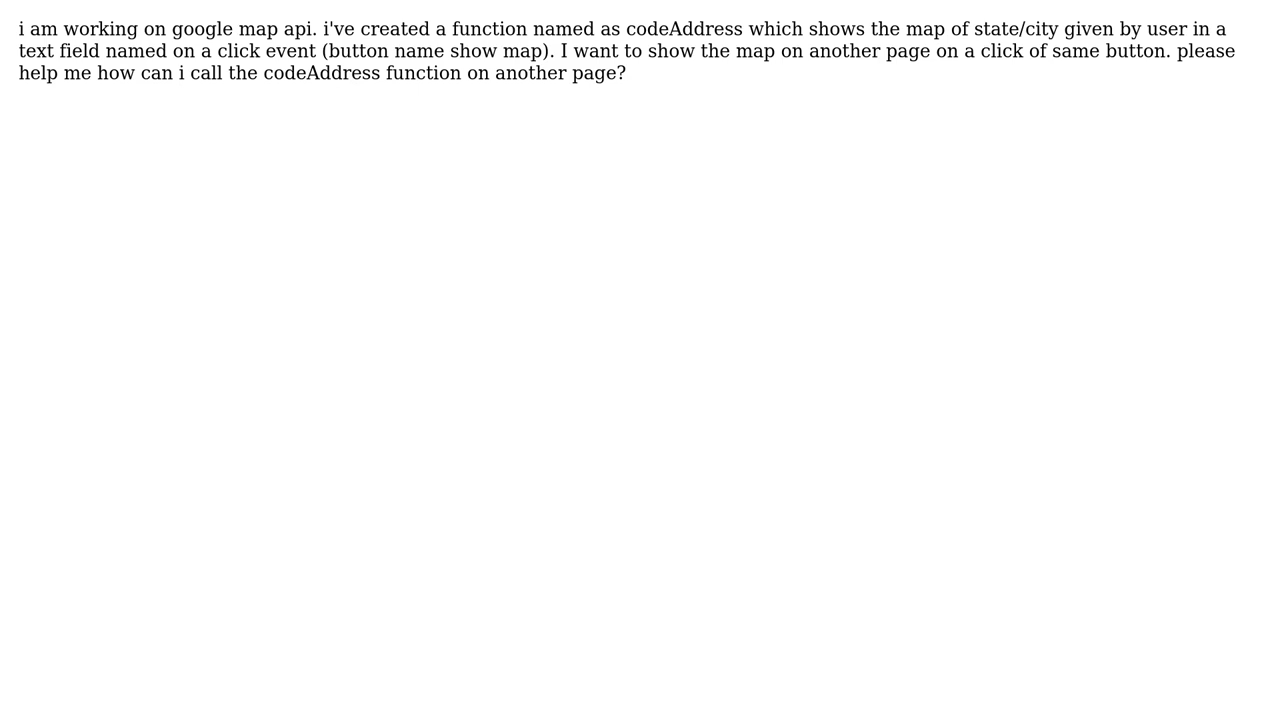 i am working on google map api. i've created a function named as codeAddress which shows the map of state/city given by user in a
text field named on a click event (button name show map). I want to show the map on another page on a click of same button. please
help me how can i call the codeAddress function on another page?